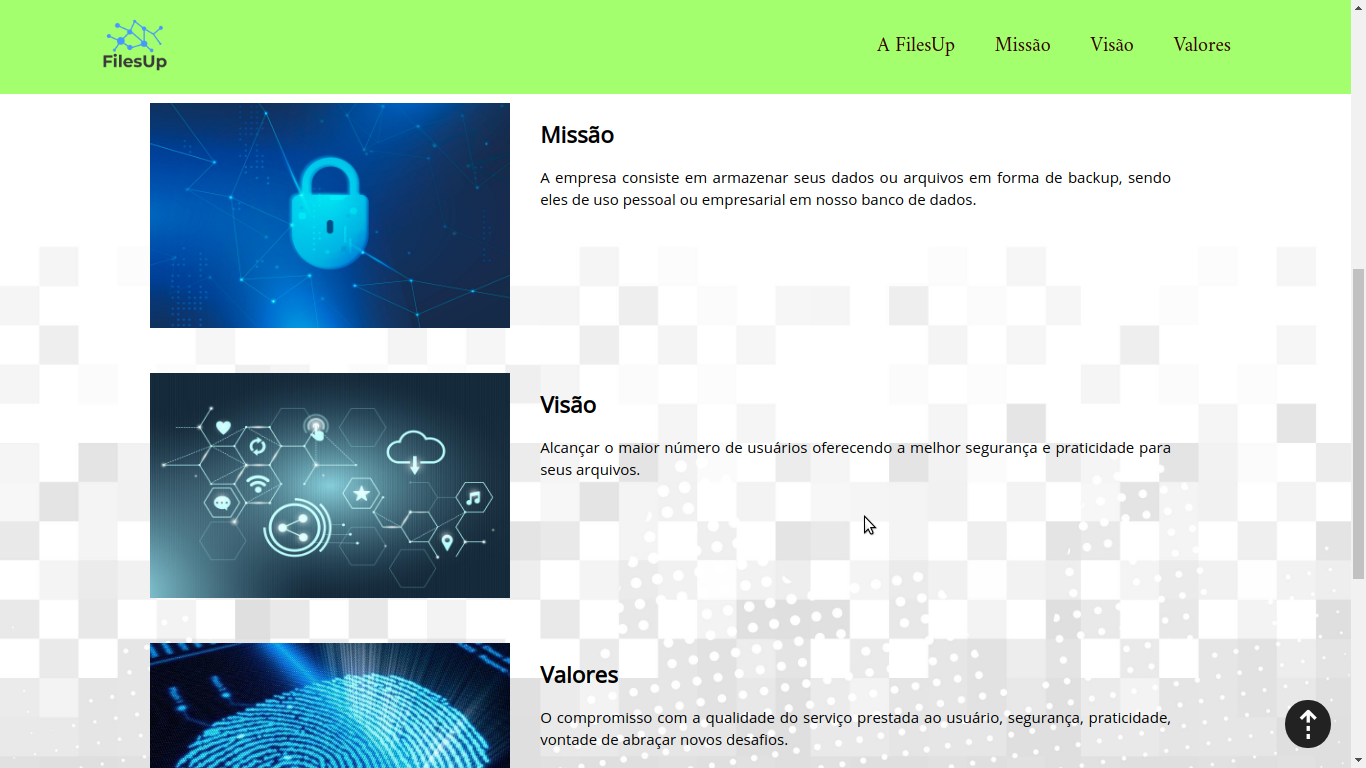 FilesUp
A FilesUp Missão Visão Valores
Missão
A empresa consiste em armazenar seus dados ou arquivos em forma de backup, sendo
eles de uso pessoal ou empresarial em nosso banco de dados.
Visão
Alcançar o maior número de usuários oferecendo a melhor segurança e praticidade para
seus arquivos.
Valores
O compromisso com a qualidade do serviço prestada ao usuário, segurança, praticidade,
vontade de abraçar novos desafios.